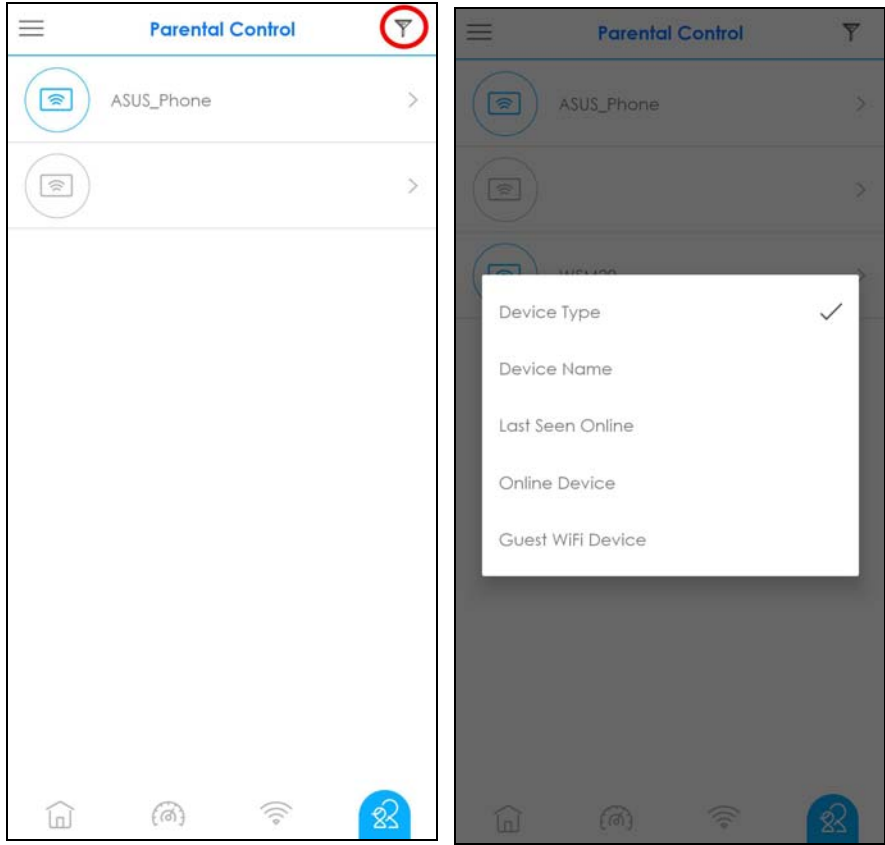 Parental Control
ASUS_Phone
Parental Control
ASUS_Phone
Device Type
Device Name
Last Seen Online
Online Device
Guest WiFi Device